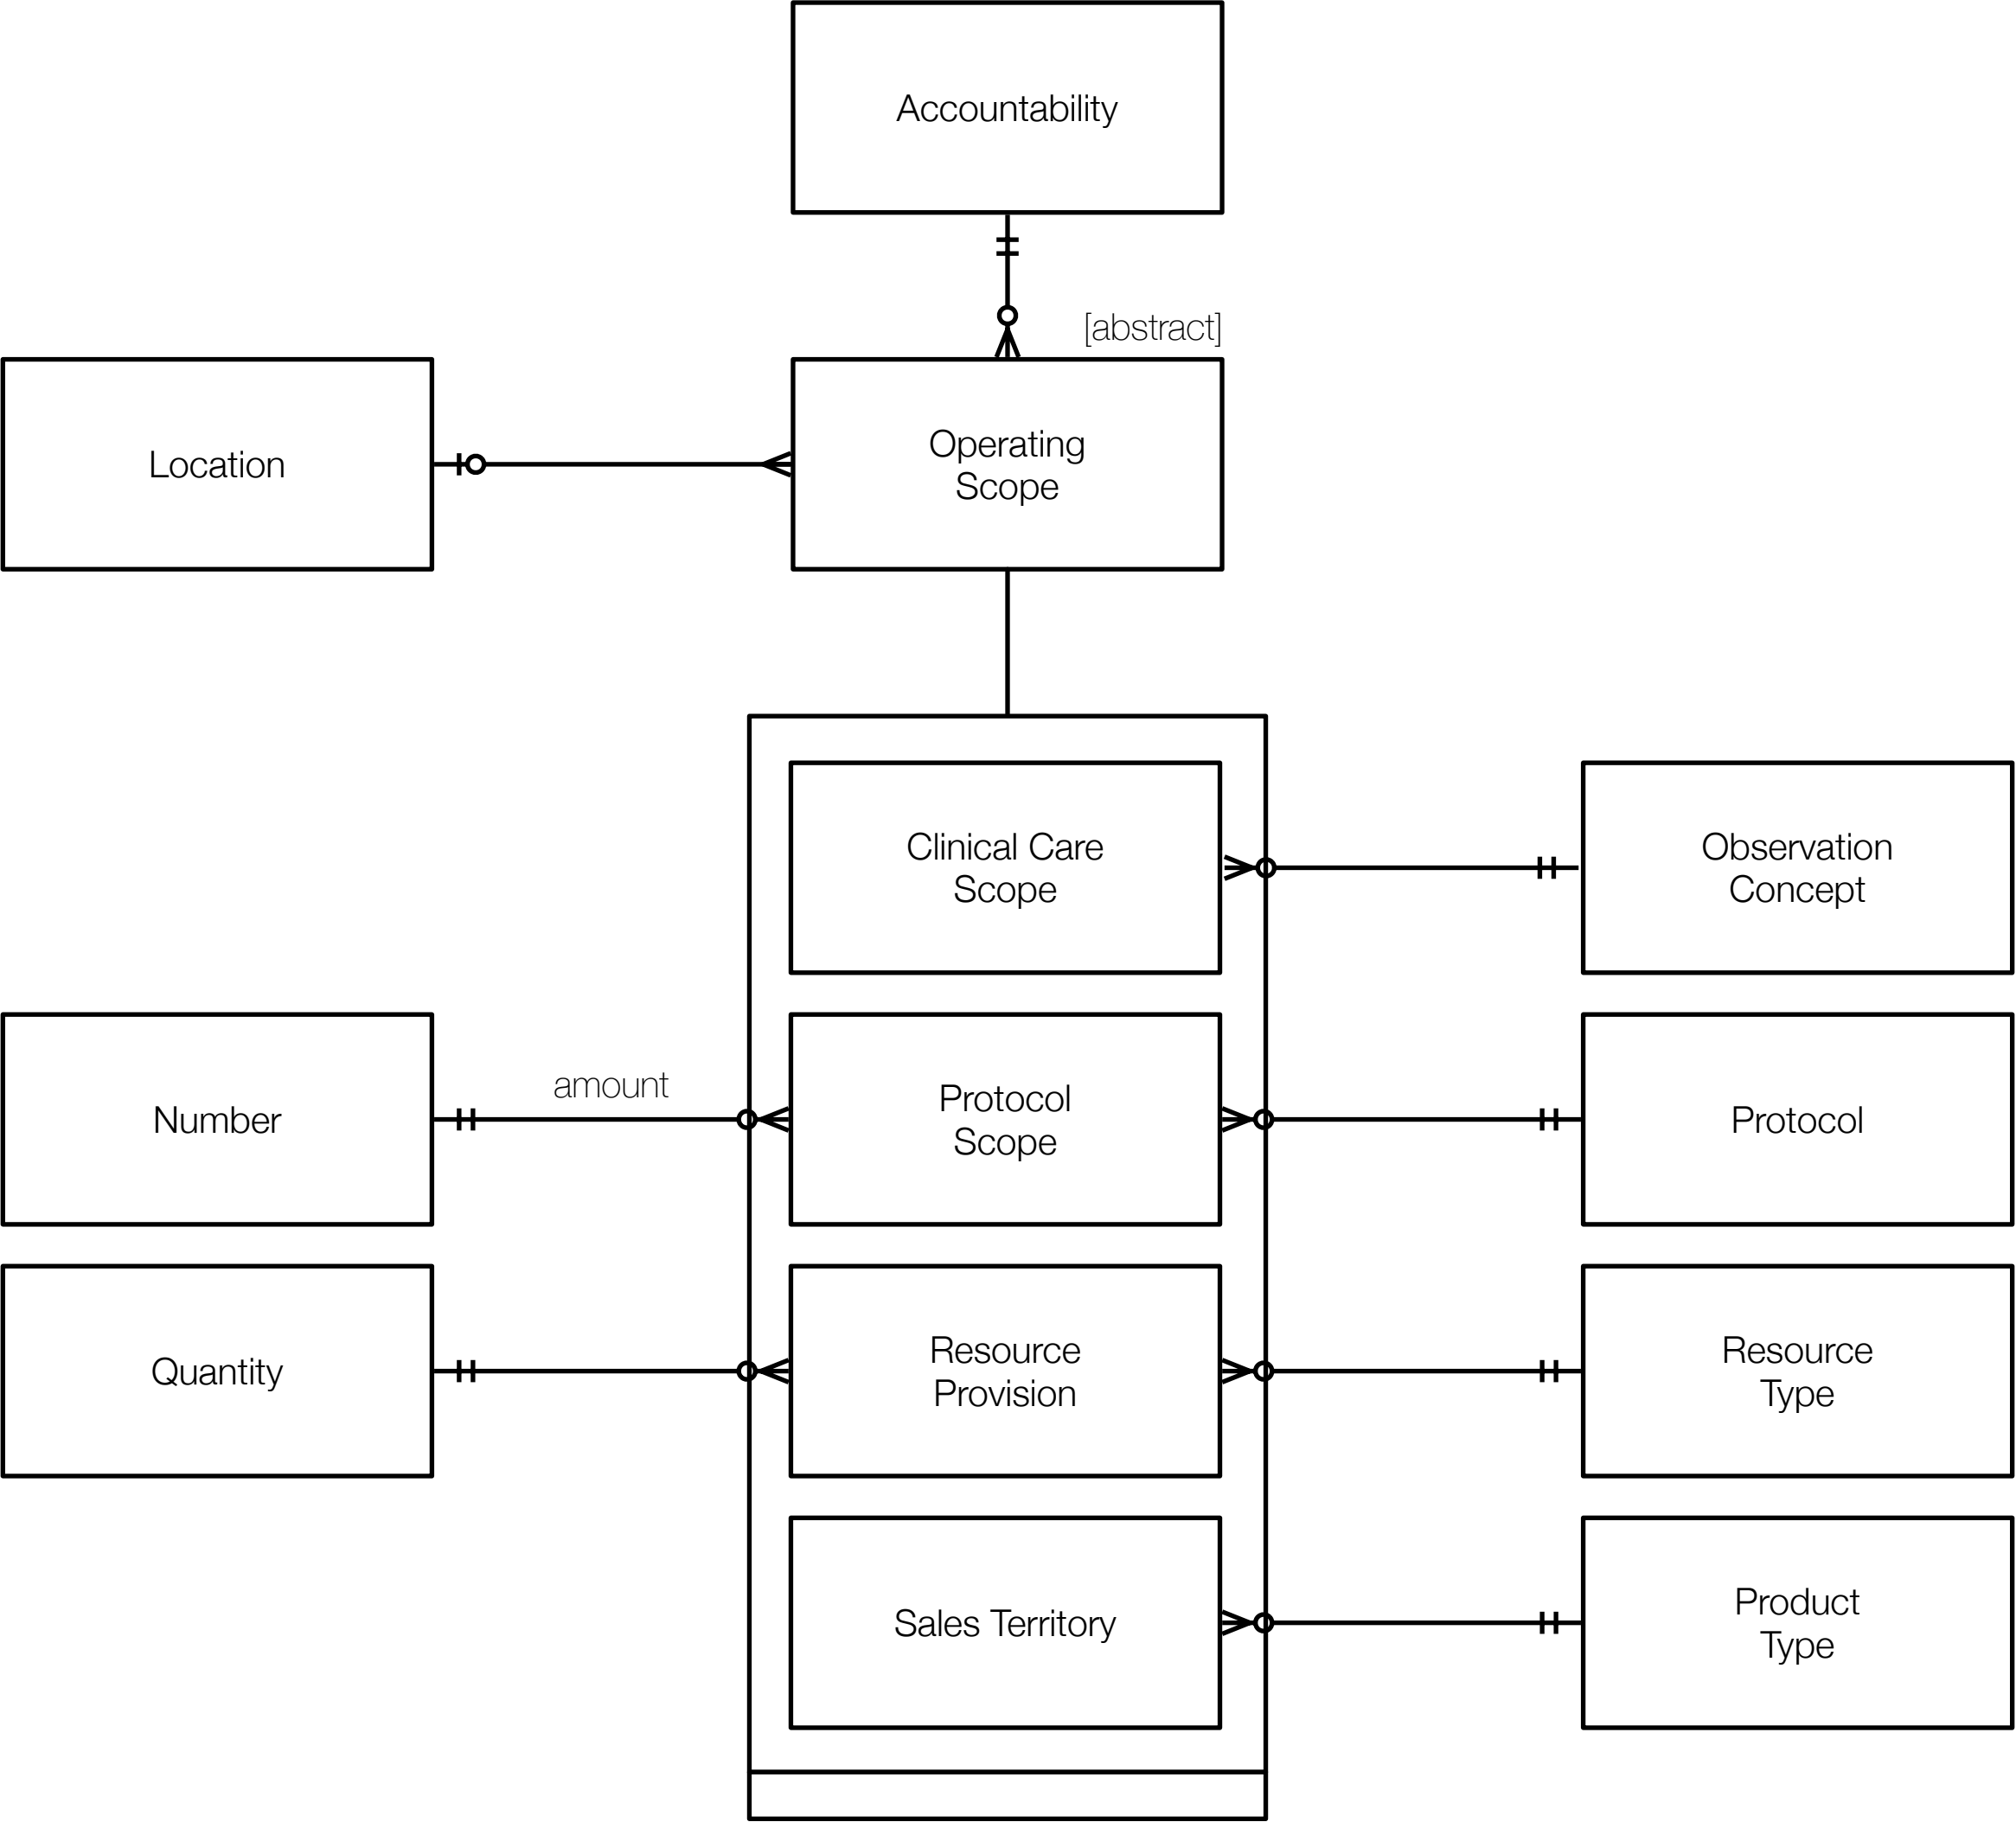 Accountability
[abstract]
Location
Operating
Scope
Clinical Care
Scope
Observation
Concept
Number
amount
Protocol
Scope
Protocol
Quantity
Resource
Provision
Resource
Type
Sales Territory
Product
Type